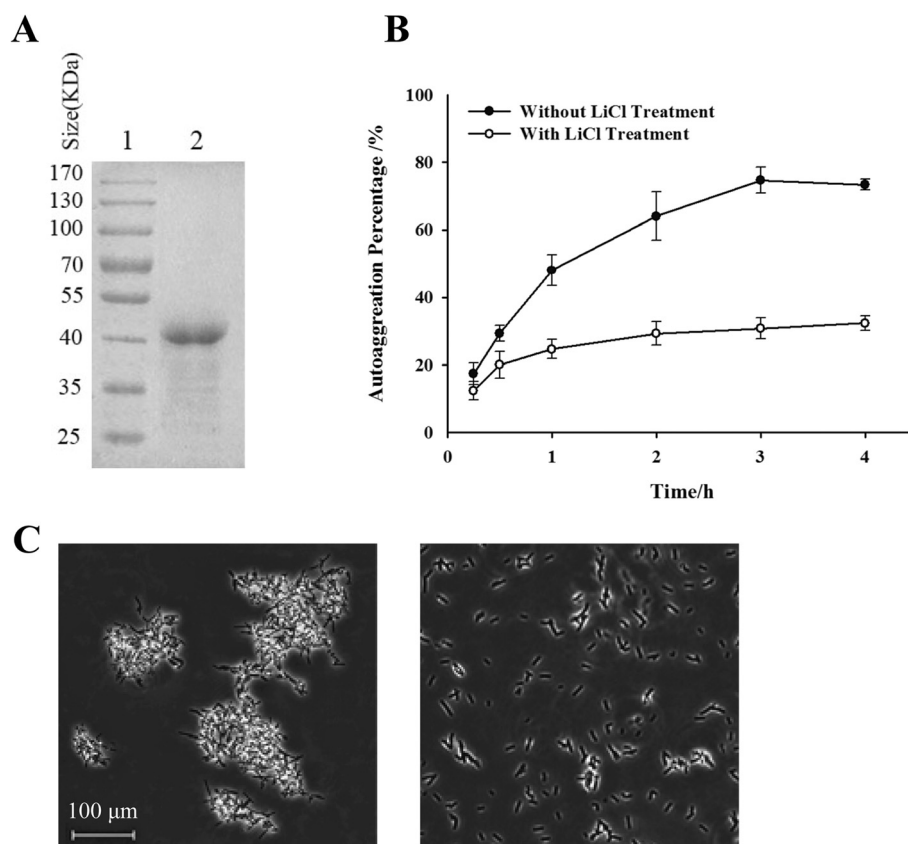 A
Size(KDa)
1 2
170
130
100
70
55
40
35
25
B
Autoaggreation Percentage /%
100
80
60
40
20
0
Without LiCl Treatment
With LiCl Treatment
0 1 2 3 4
Time/h
C
100 μm